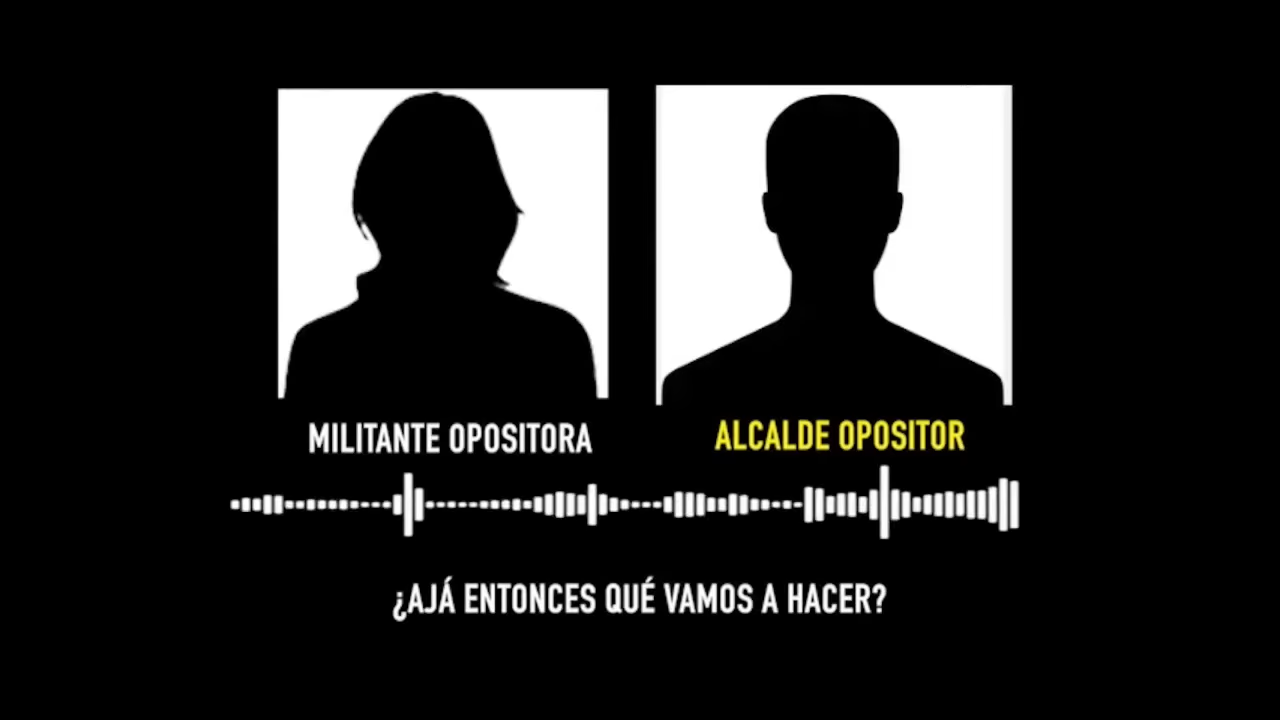 MILITANTE OPOSITORA
ALCALDE OPOSITOR
¿AJÁ ENTONCES QUÉ VAMOS A HACER?